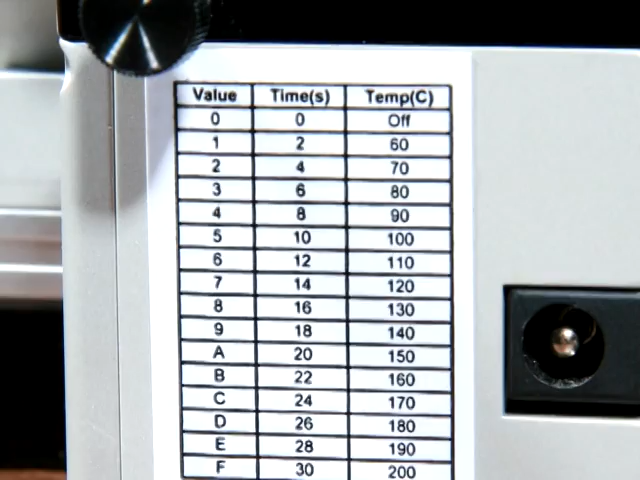 Value Time(s) Temp(C)
0 0 Off
1 2 60
2 4 70
3 6 80
4 8 90
5 10 100
6 12 110
7 14 120
8 16 130
9 18 140
A 20 150
B 22 160
C 24 170
D 26 180
E 28 190
F 30 200